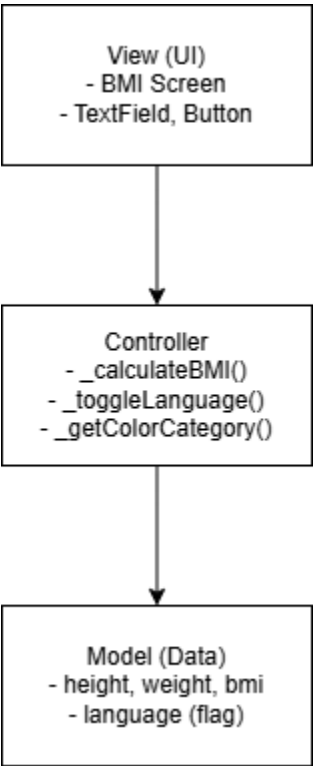 View (UI)
- BMI Screen
- TextField, Button
Controller
- _calculateBMI()
- _toggleLanguage()
- _getColorCategory()
Model (Data)
- height, weight, bmi
- language (flag)